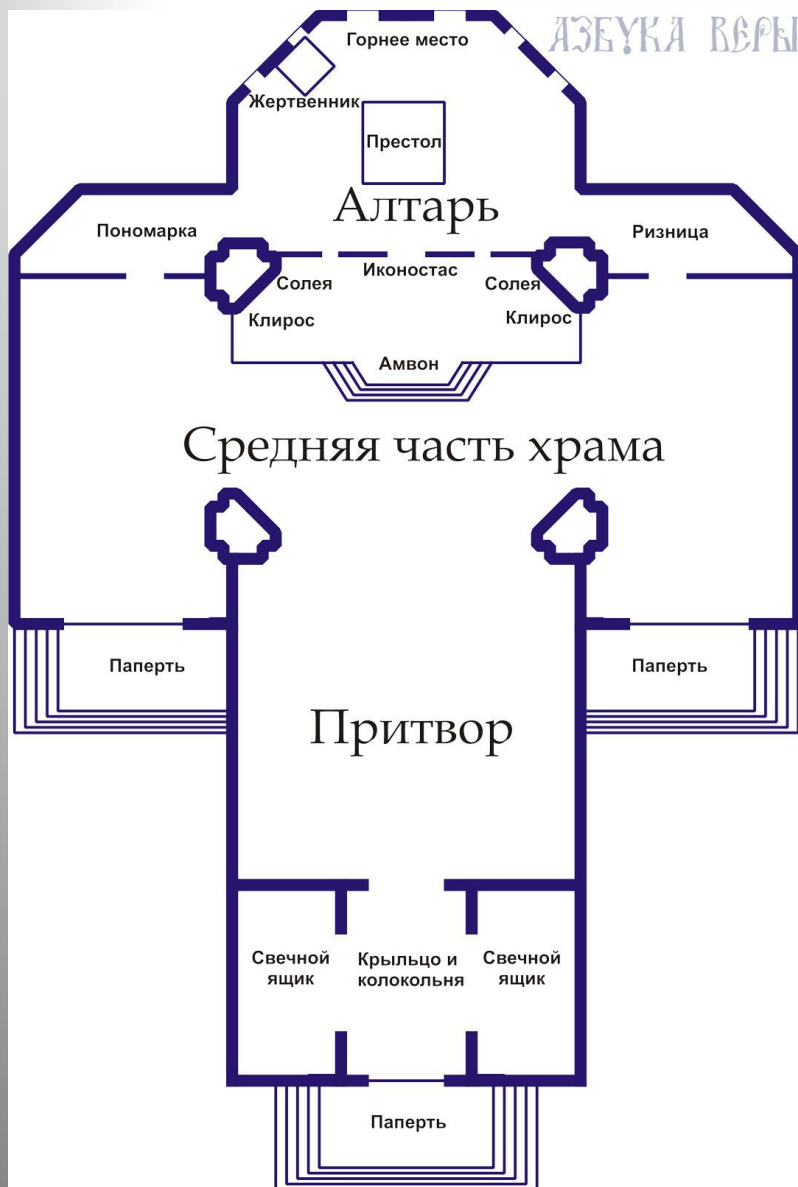 АЗБУКА ВЕРЫ
Горнее место
Жертвенник
Престол
Алтарь
Пономарка
Ризница
Иконостас
Солея
Солея
Клирос
Клирос
Амвон
Средняя часть храма
Паперть
Паперть
Притвор
Свечной
ящик
Крыльцо и
колокольня
Свечной
ящик
Паперть